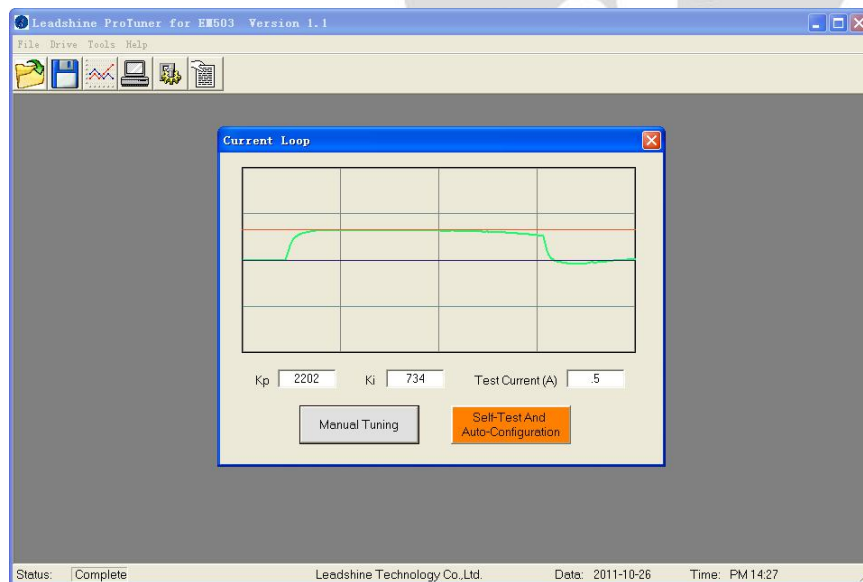 Leadshine ProTuner for EM503 Version 1.1
File Drive Tools Help
Current Loop
Kp 2202 Ki 734 Test Current (A) .5
Manual Tuning
Self-Test And
Auto-Configuration
Status: Complete Leadshine Technology Co.,Ltd. Data: 2011-10-26 Time: PM 14:27